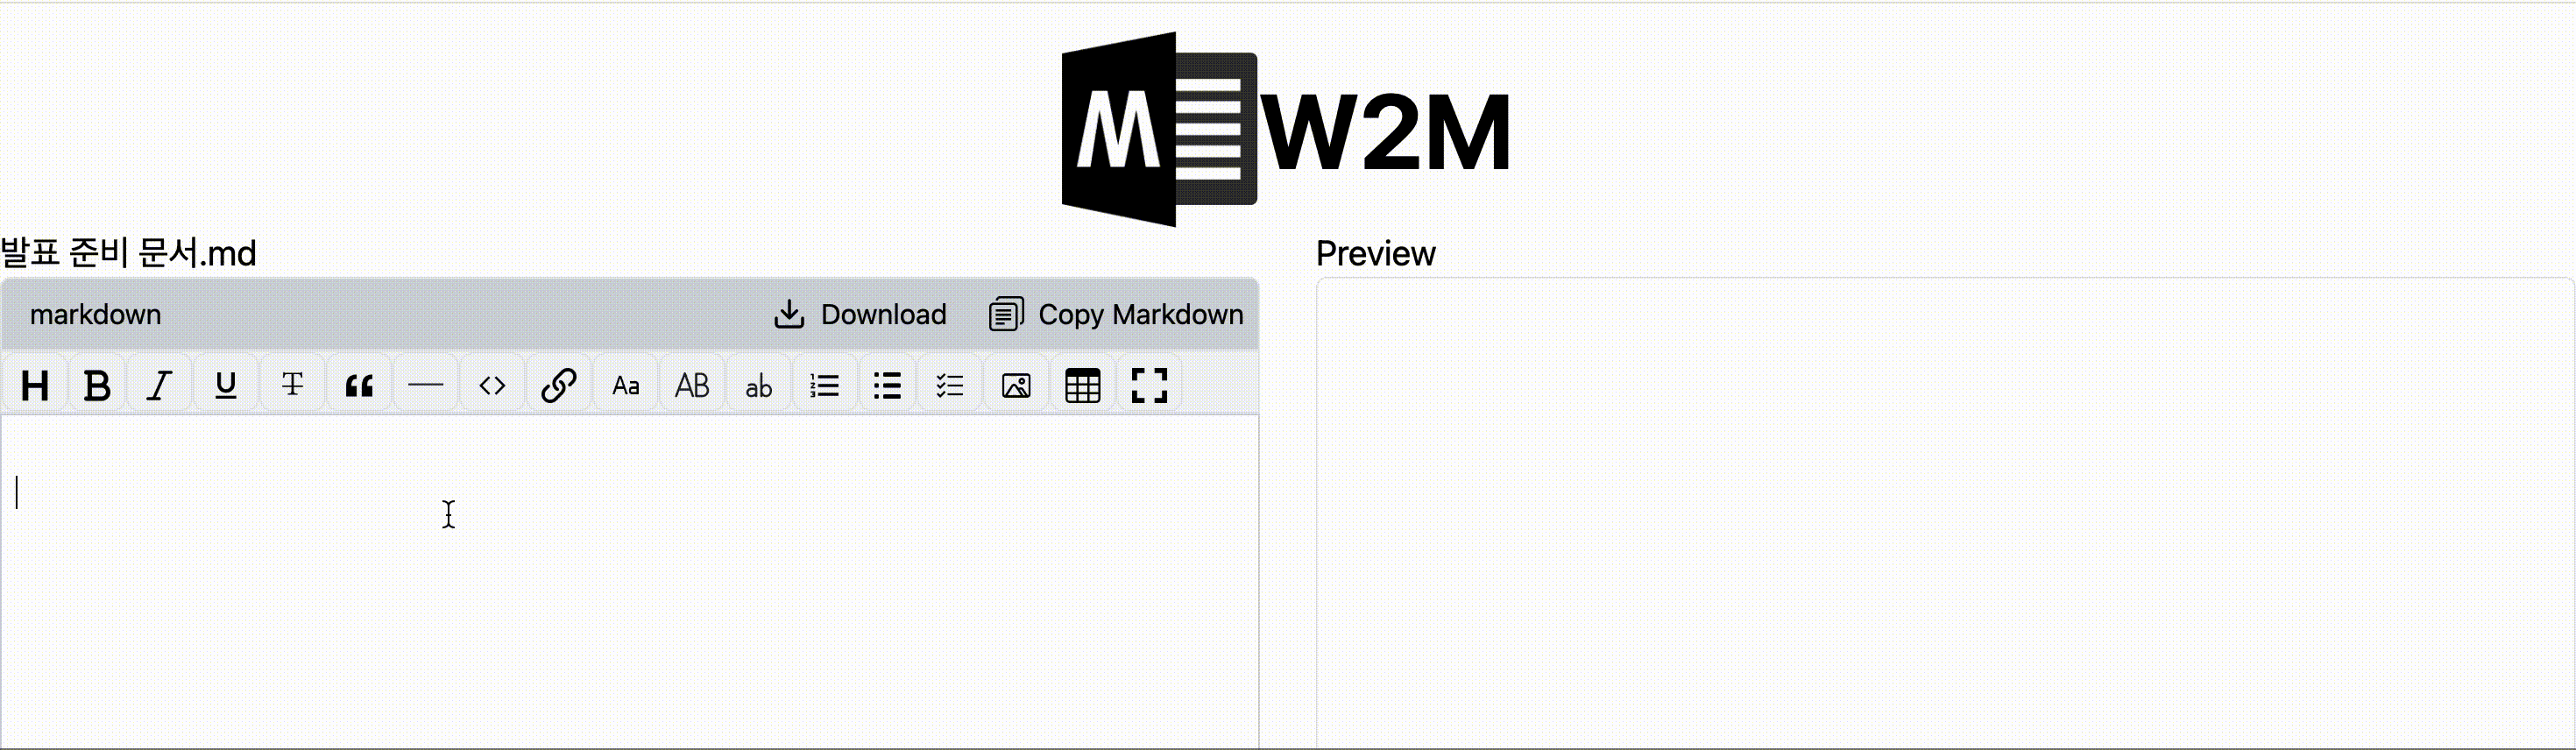 M W2M
발표 준비 문서.md
Preview
markdown
Download
Copy Markdown
H B I U T “ — <> Aa AB ab